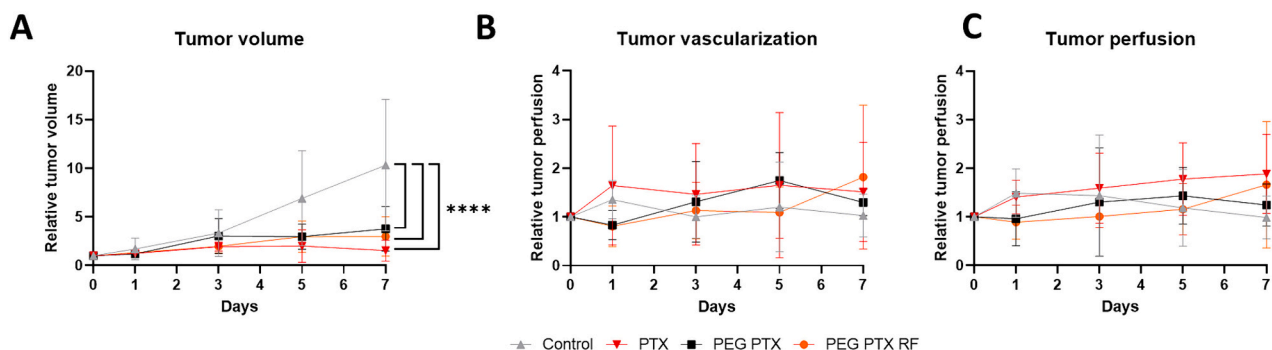 A
Tumor volume
Relative tumor volume
20
15
10
5
0
0 1 2 3 4 5 6 7
Days
****
B
Tumor vascularization
Relative tumor perfusion
4
3
2
1
0
0 1 2 3 4 5 6 7
Days
C
Tumor perfusion
Relative tumor perfusion
4
3
2
1
0
0 1 2 3 4 5 6 7
Days
Control PTX PEG PTX PEG PTX RF